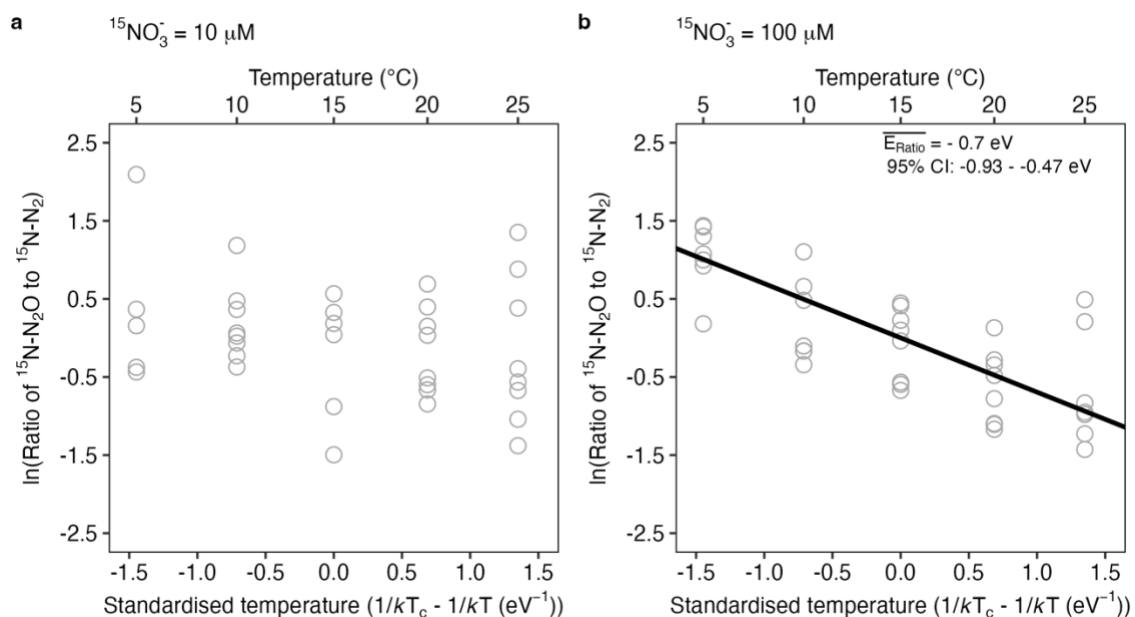 a
¹⁵NO₃⁻ = 10 μM
Temperature (°C)
5 10 15 20 25
2.5
1.5
0.5
-0.5
-1.5
-2.5
ln(Ratio of ¹⁵N-N₂O to ¹⁵N-N₂)
-1.5 -1.0 -0.5 0.0 0.5 1.0 1.5
Standardised temperature (1/kT_c - 1/kT (eV⁻¹))
b
¹⁵NO₃⁻ = 100 μM
Temperature (°C)
5 10 15 20 25
E_Ratio = - 0.7 eV
95% CI: -0.93 - -0.47 eV
2.5
1.5
0.5
-0.5
-1.5
-2.5
ln(Ratio of ¹⁵N-N₂O to ¹⁵N-N₂)
-1.5 -1.0 -0.5 0.0 0.5 1.0 1.5
Standardised temperature (1/kT_c - 1/kT (eV⁻¹))